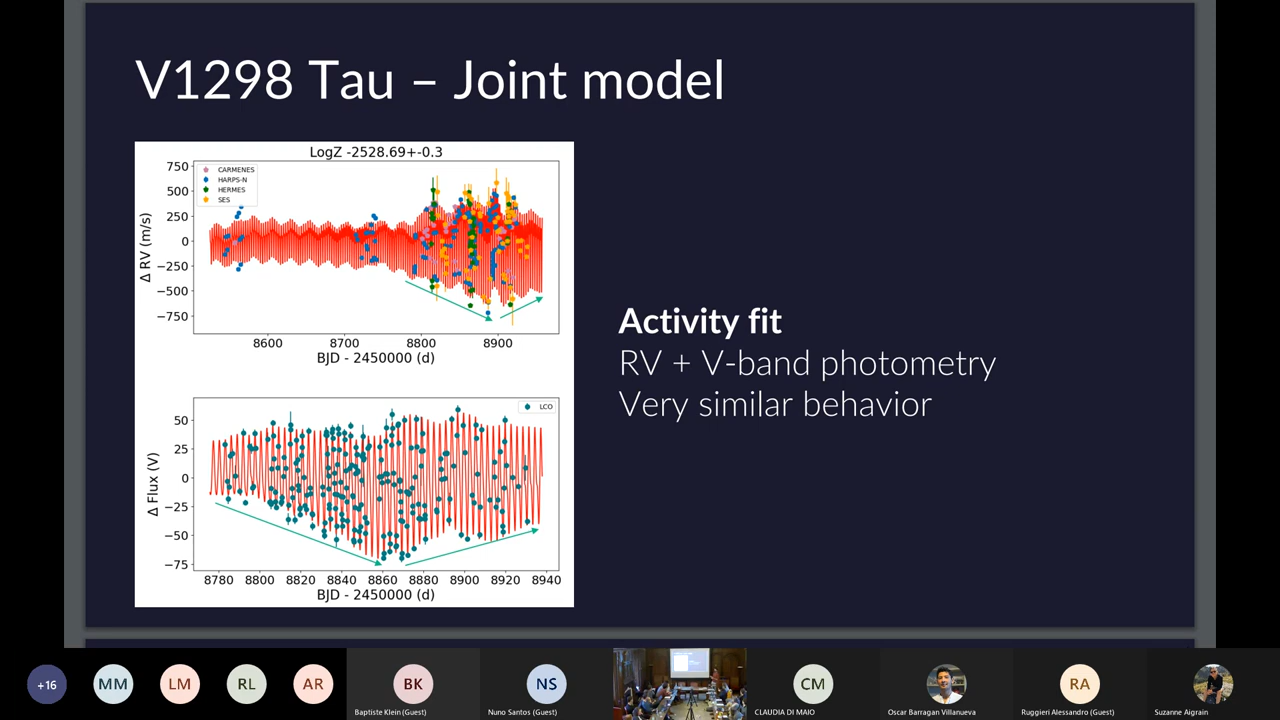 V1298 Tau – Joint model
LogZ -2528.69+-0.3
CARMENES
HARPS-N
HERMES
SES
750
500
250
0
−250
−500
−750
Δ RV (m/s)
8600 8700 8800 8900
BJD - 2450000 (d)
LCO
50
25
0
−25
−50
−75
Δ Flux (V)
8780 8800 8820 8840 8860 8880 8900 8920 8940
BJD - 2450000 (d)
Activity fit
RV + V-band photometry
Very similar behavior
+16 MM LM RL AR BK NS CM RA
Baptiste Klein (Guest) Nuno Santos (Guest) CLAUDIA DI MAIO Oscar Barragan Villanueva Ruggieri Alessandro (Guest) Suzanne Aigrain